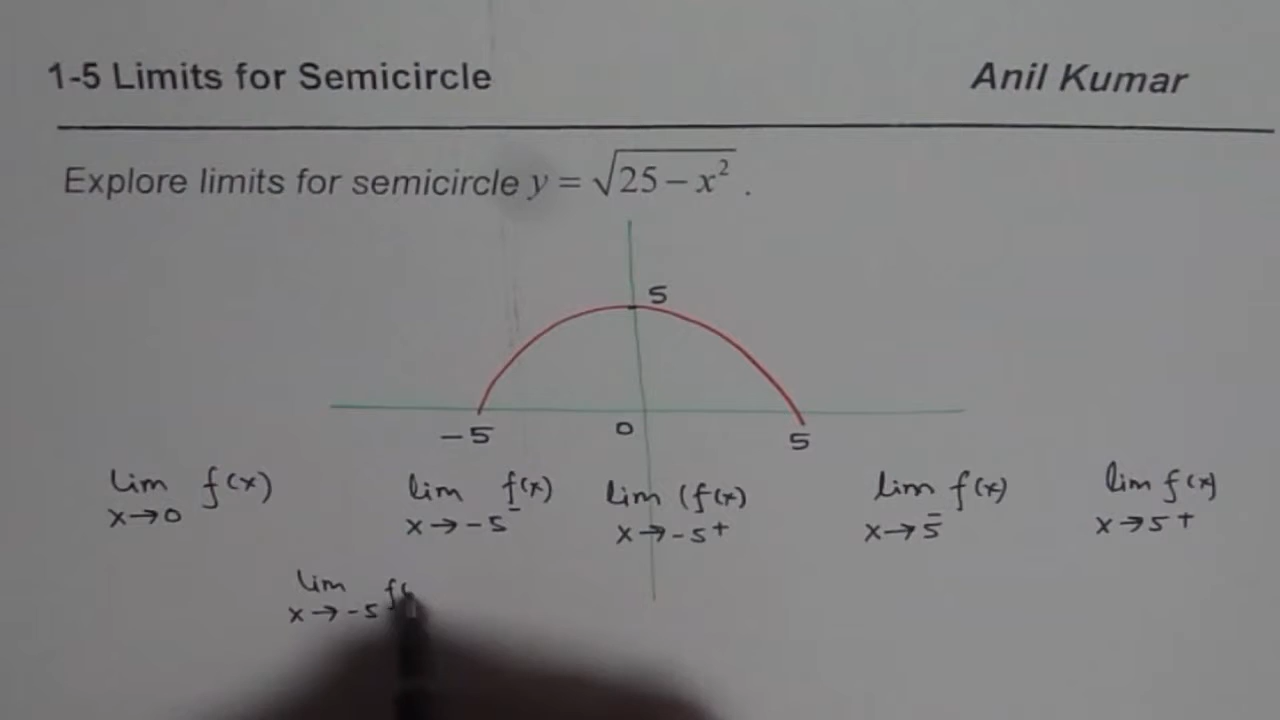 1-5 Limits for Semicircle Anil Kumar
Explore limits for semicircle y = √(25 − x²) .
5
−5 0 5
lim f(x) lim f(x) lim (f(x) lim f(x) lim f(x)
x→0 x→-5⁻ x→-5⁺ x→5⁻ x→5⁺
lim f(
x→-5